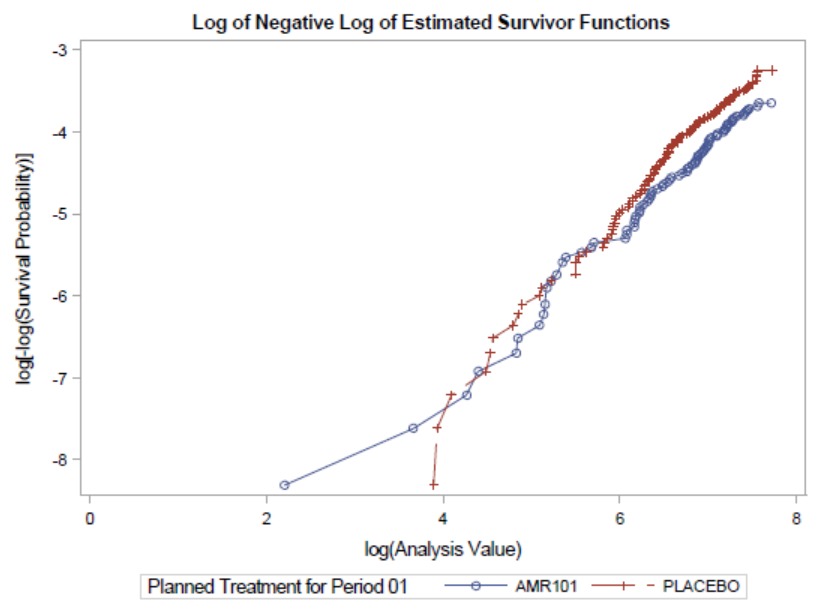 Log of Negative Log of Estimated Survivor Functions
-3
-4
-5
-6
-7
-8
log[-log(Survival Probability)]
0 2 4 6 8
log(Analysis Value)
Planned Treatment for Period 01 AMR101 PLACEBO